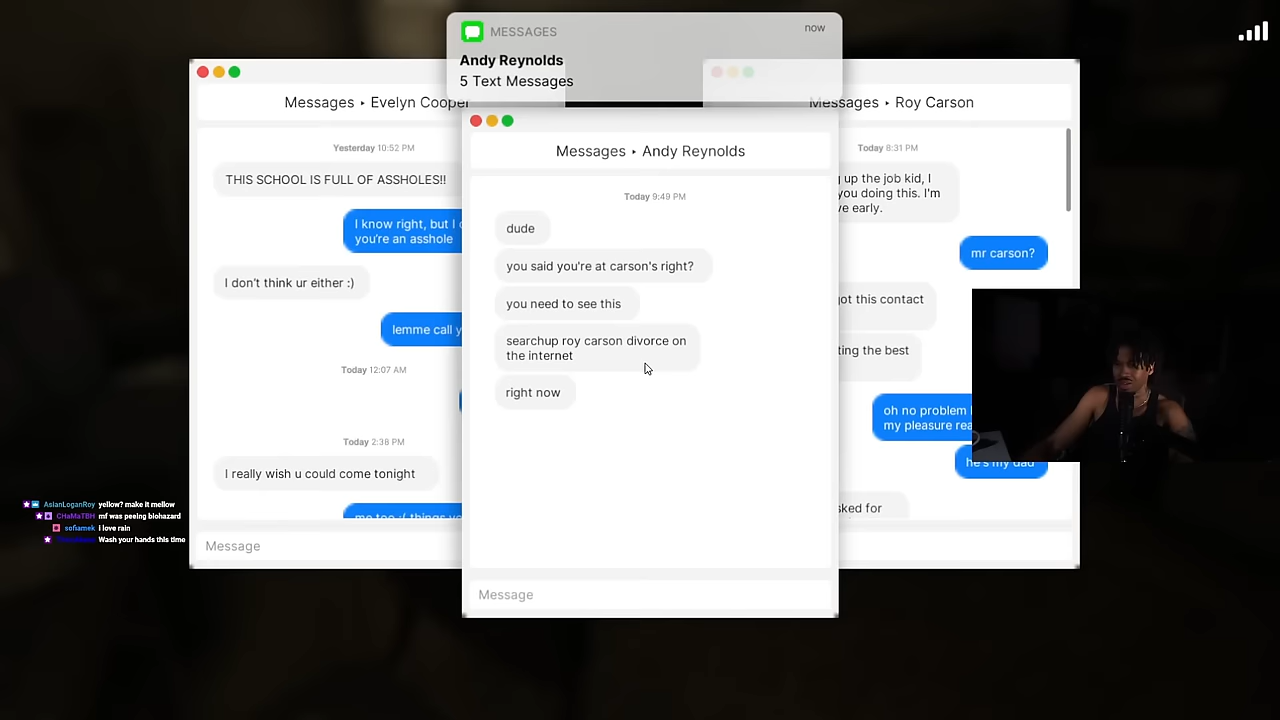 MESSAGES
now
Andy Reynolds
5 Text Messages
Messages ‣ Evelyn Cooper
Yesterday 10:52 PM
THIS SCHOOL IS FULL OF ASSHOLES!!
I know right, but I
you're an asshole
I don't think ur either :)
lemme call
Today 12:07 AM
Today 2:38 PM
I really wish u could come tonight
me too :( things
Message
Messages ‣ Andy Reynolds
Today 9:49 PM
dude
you said you're at carson's right?
you need to see this
searchup roy carson divorce on
the internet
right now
Message
Messages ‣ Roy Carson
Today 8:31 PM
up the job kid, I
you doing this. I'm
early.
mr carson?
got this contact
the best
oh no problem
my pleasure
he's my dad
for
AsianLoganRoy yellow? make it mellow
CHaMaTBH mf was peeing biohazard
sofiamek I love rain
Wash your hands this time